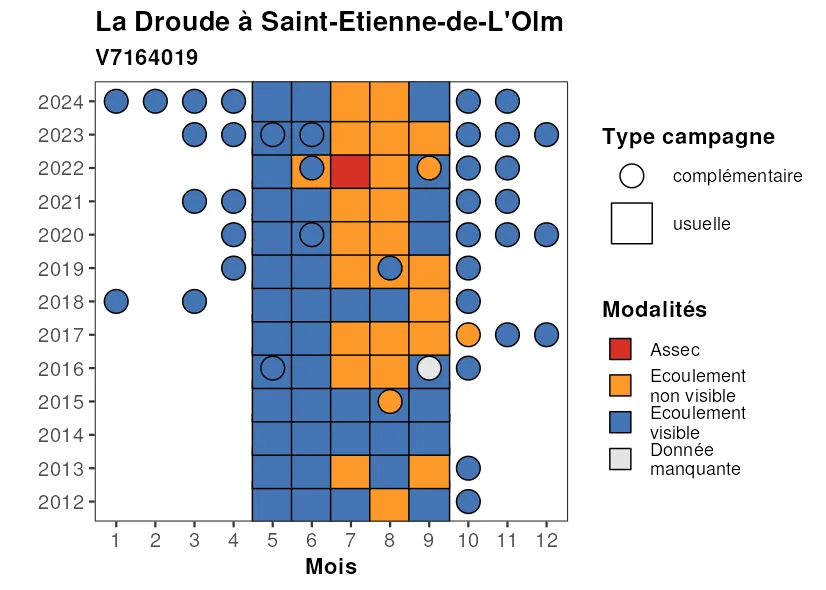 La Droude à Saint-Etienne-de-L'Olm
V7164019
2024
2023
2022
2021
2020
2019
2018
2017
2016
2015
2014
2013
2012
1 2 3 4 5 6 7 8 9 10 11 12
Mois
Type campagne
complémentaire
usuelle
Modalités
Assec
Ecoulement
non visible
Ecoulement
visible
Donnée
manquante